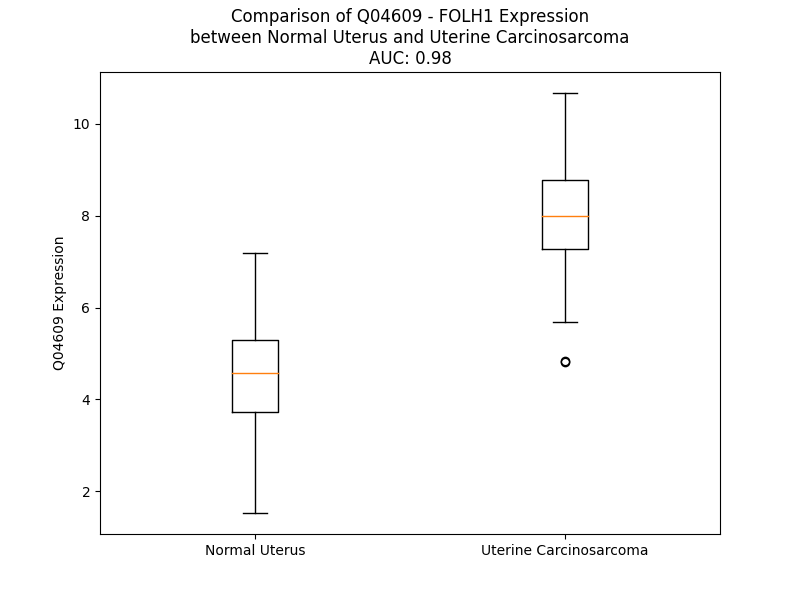 Comparison of Q04609 - FOLH1 Expression
between Normal Uterus and Uterine Carcinosarcoma
AUC: 0.98
Q04609 Expression
10
8
6
4
2
Normal Uterus
Uterine Carcinosarcoma